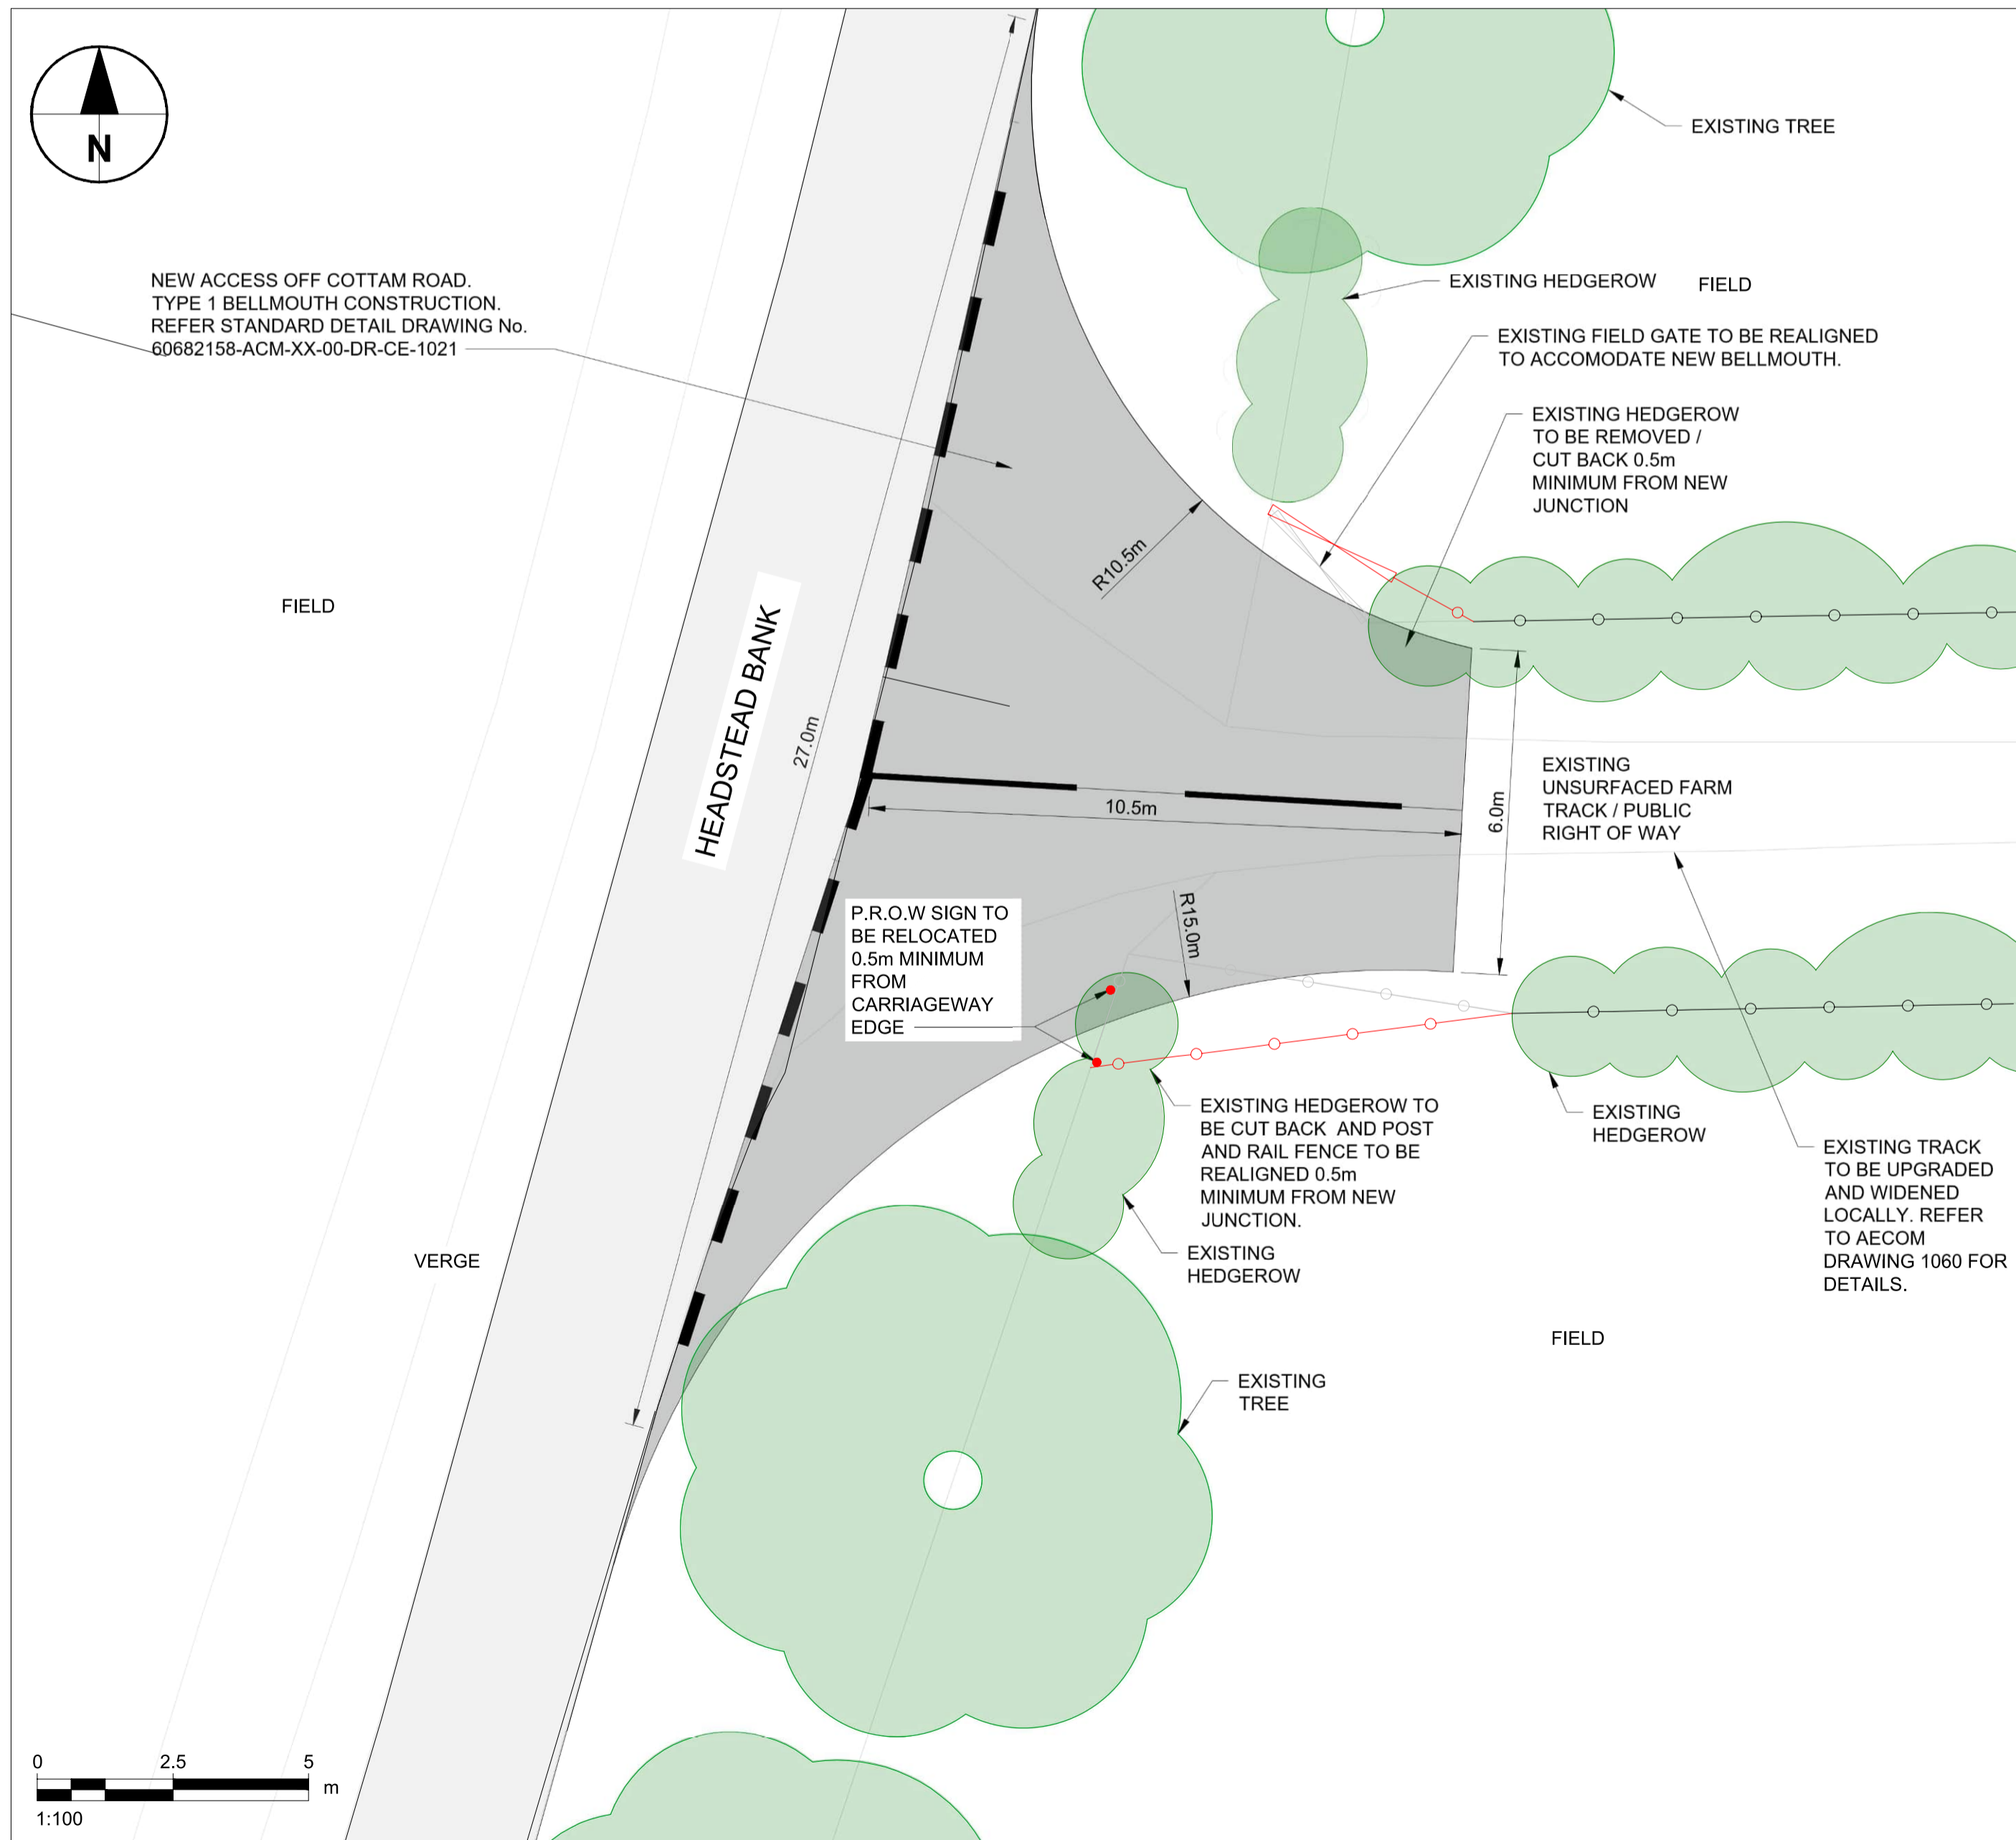 N
EXISTING TREE
NEW ACCESS OFF COTTAM ROAD.
TYPE 1 BELLMOUTH CONSTRUCTION.
REFER STANDARD DETAIL DRAWING No.
60682158-ACM-XX-00-DR-CE-1021
EXISTING HEDGEROW
FIELD
EXISTING FIELD GATE TO BE REALIGNED
TO ACCOMODATE NEW BELLMOUTH.
EXISTING HEDGEROW
TO BE REMOVED /
CUT BACK 0.5m
MINIMUM FROM NEW
JUNCTION
R10.5m
FIELD
HEADSTEAD BANK
27.0m
10.5m
6.0m
EXISTING
UNSURFACED FARM
TRACK / PUBLIC
RIGHT OF WAY
P.R.O.W SIGN TO
BE RELOCATED
0.5m MINIMUM
FROM
CARRIAGEWAY
EDGE
R15.0m
EXISTING HEDGEROW TO
BE CUT BACK AND POST
AND RAIL FENCE TO BE
REALIGNED 0.5m
MINIMUM FROM NEW
JUNCTION.
EXISTING
HEDGEROW
EXISTING
HEDGEROW
EXISTING TRACK
TO BE UPGRADED
AND WIDENED
LOCALLY. REFER
TO AECOM
DRAWING 1060 FOR
DETAILS.
VERGE
FIELD
EXISTING
TREE
0 2.5 5
m
1:100